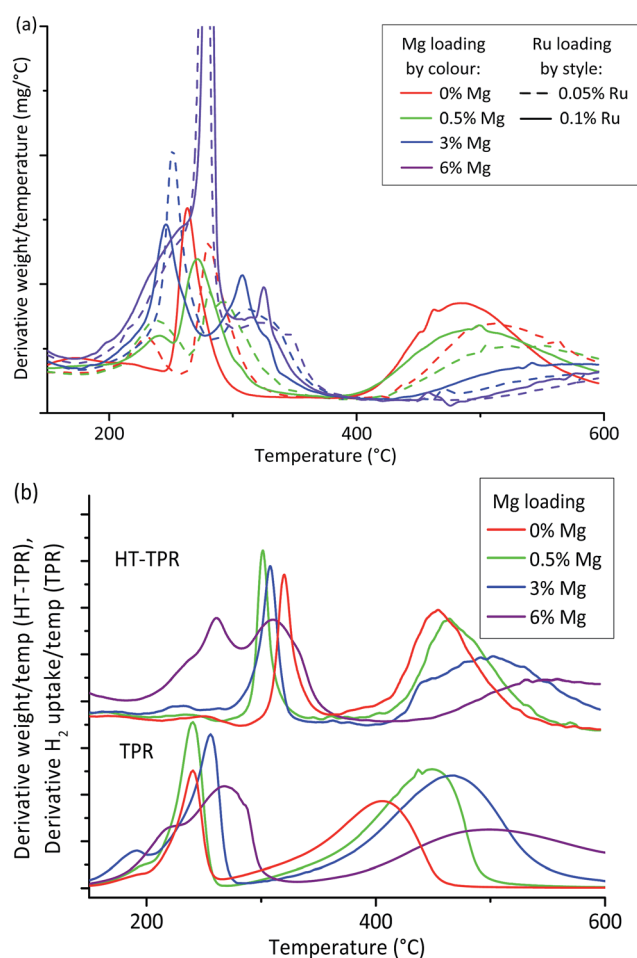 (a)
Mg loading
by colour:
0% Mg
0.5% Mg
3% Mg
6% Mg
Ru loading
by style:
0.05% Ru
0.1% Ru
Derivative weight/temperature (mg/°C)
200
400
600
Temperature (°C)
(b)
Mg loading
0% Mg
0.5% Mg
3% Mg
6% Mg
HT-TPR
TPR
Derivative weight/temp (HT-TPR),
Derivative H₂ uptake/temp (TPR)
200
400
600
Temperature (°C)